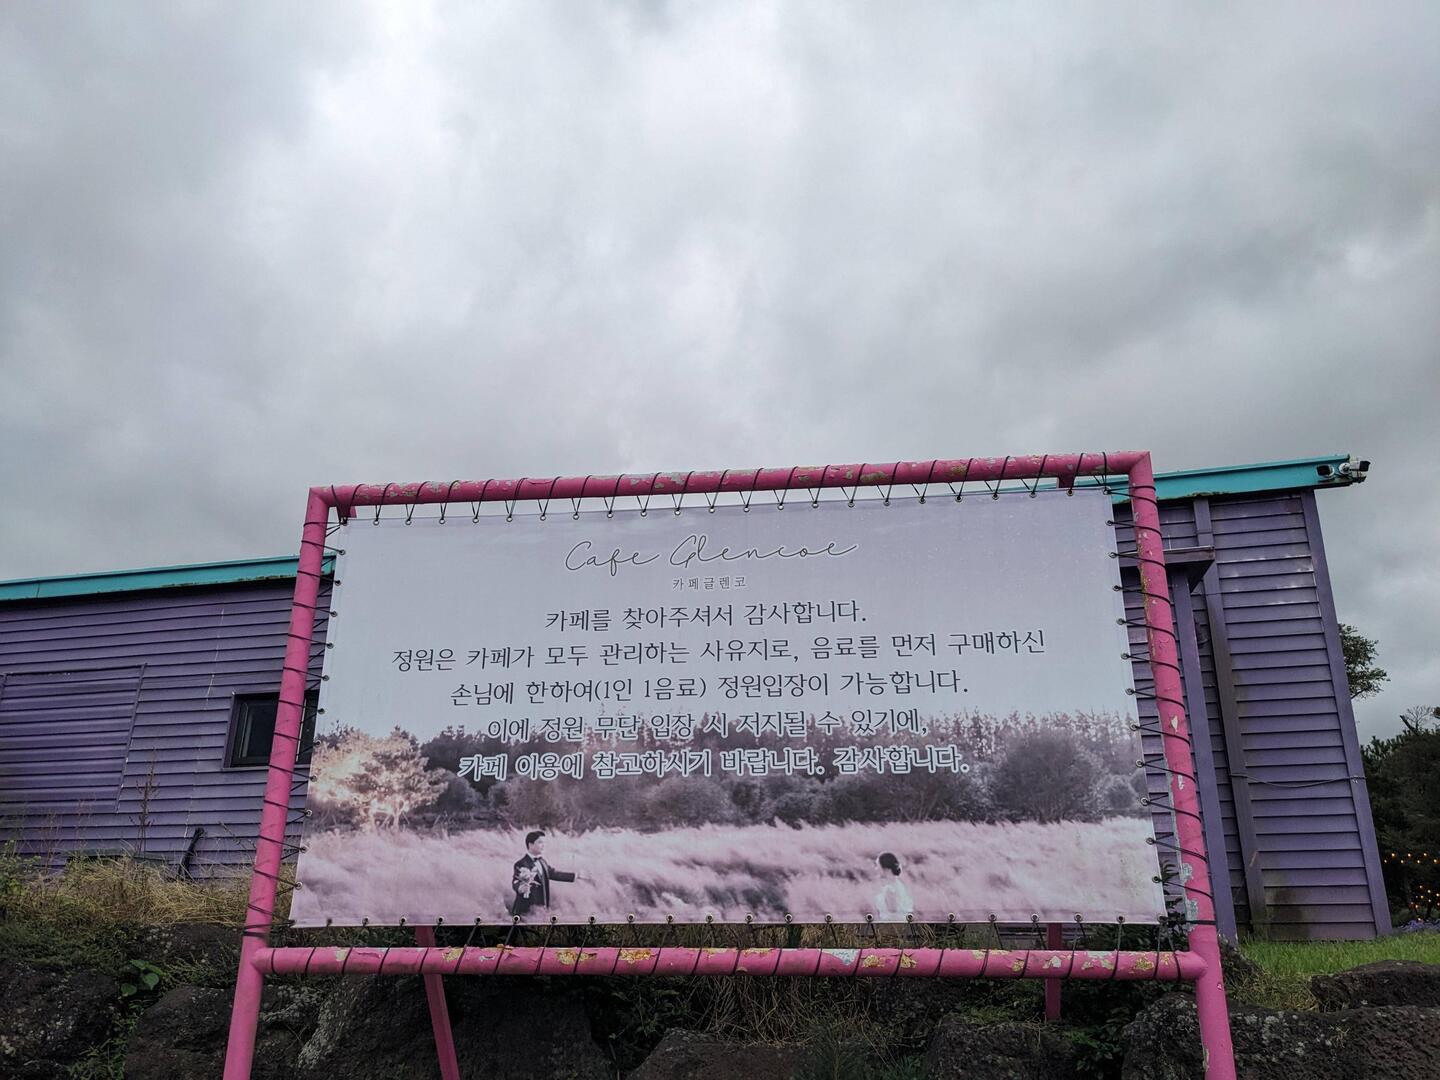 Cafe Glencoe
카페글렌코
카페를 찾아주셔서 감사합니다.
정원은 카페가 모두 관리하는 사유지로, 음료를 먼저 구매하신
손님에 한하여(1인 1음료) 정원입장이 가능합니다.
이에 정원 무단 입장 시 저지될 수 있기에,
카페 이용에 참고하시기 바랍니다. 감사합니다.